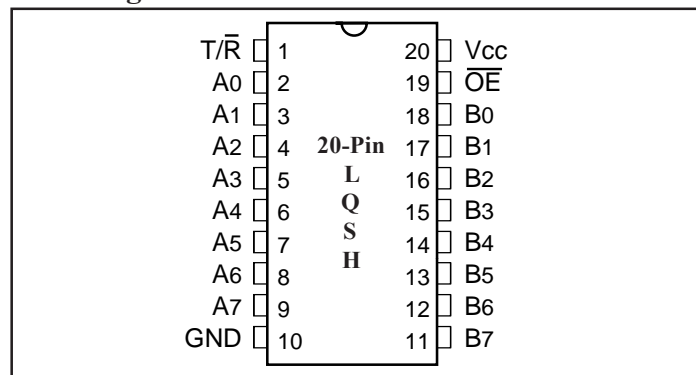 T/R̅ 1 20 Vcc
A0 2 19 O̅E̅
A1 3 18 B0
A2 4 20-Pin 17 B1
A3 5 L 16 B2
A4 6 Q 15 B3
A5 7 S 14 B4
A6 8 H 13 B5
A7 9 12 B6
GND 10 11 B7